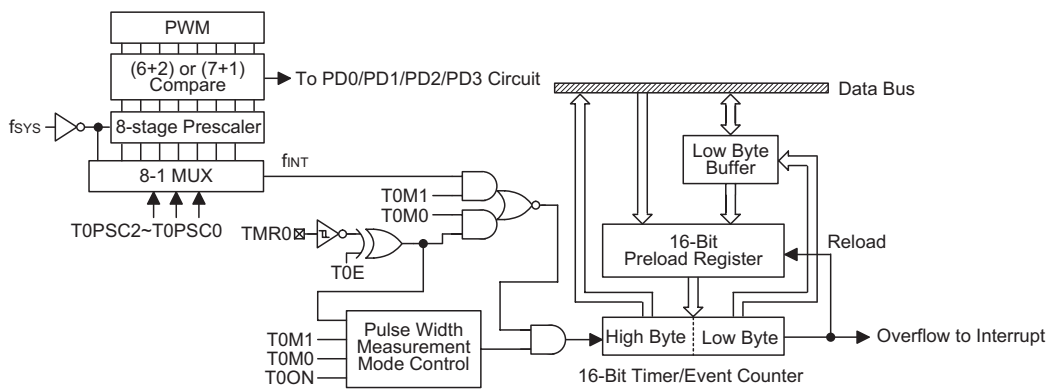 PWM
(6+2) or (7+1)
Compare
To PD0/PD1/PD2/PD3 Circuit
Data Bus
fSYS
8-stage Prescaler
Low Byte
Buffer
8-1 MUX
fINT
T0M1
T0M0
T0PSC2~T0PSC0
TMR0
16-Bit
Preload Register
Reload
T0E
T0M1
T0M0
T0ON
Pulse Width
Measurement
Mode Control
High Byte
Low Byte
Overflow to Interrupt
16-Bit Timer/Event Counter